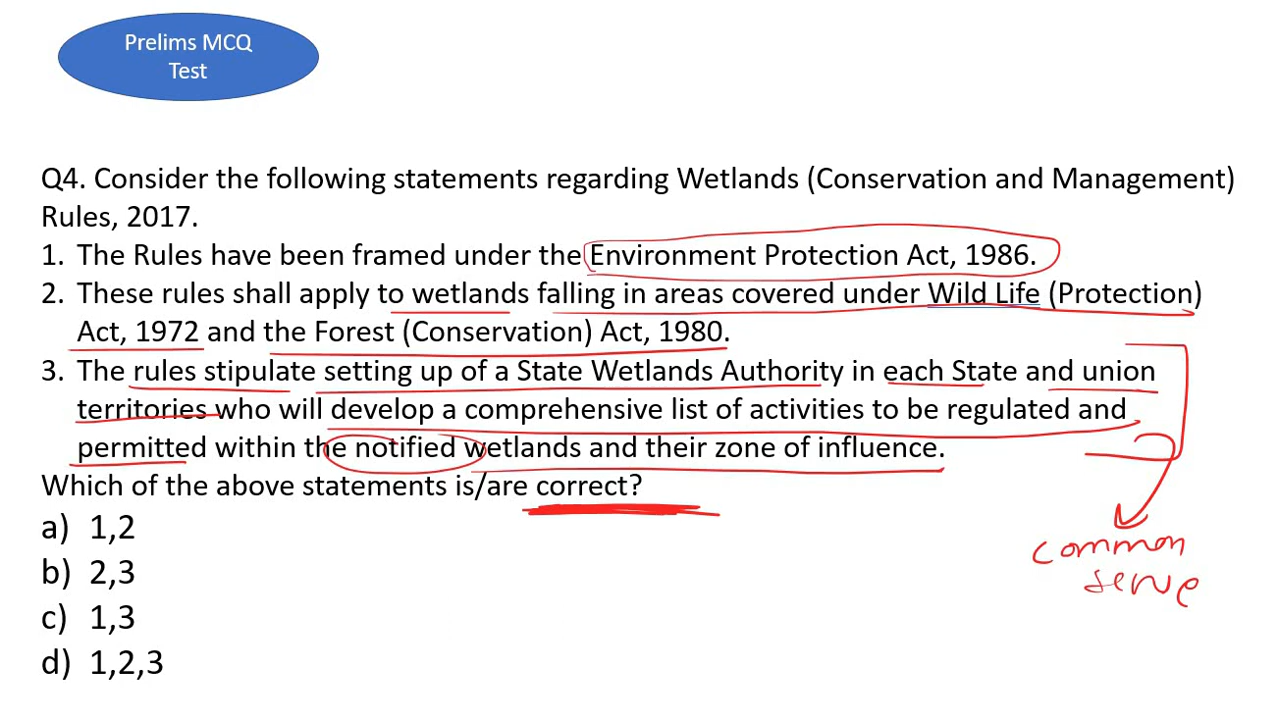 Prelims MCQ
Test
Q4. Consider the following statements regarding Wetlands (Conservation and Management)
Rules, 2017.
1. The Rules have been framed under the Environment Protection Act, 1986.
2. These rules shall apply to wetlands falling in areas covered under Wild Life (Protection)
Act, 1972 and the Forest (Conservation) Act, 1980.
3. The rules stipulate setting up of a State Wetlands Authority in each State and union
territories who will develop a comprehensive list of activities to be regulated and
permitted within the notified wetlands and their zone of influence.
Which of the above statements is/are correct?
common
a) 1,2
b) 2,3
c) 1,3
d) 1,2,3